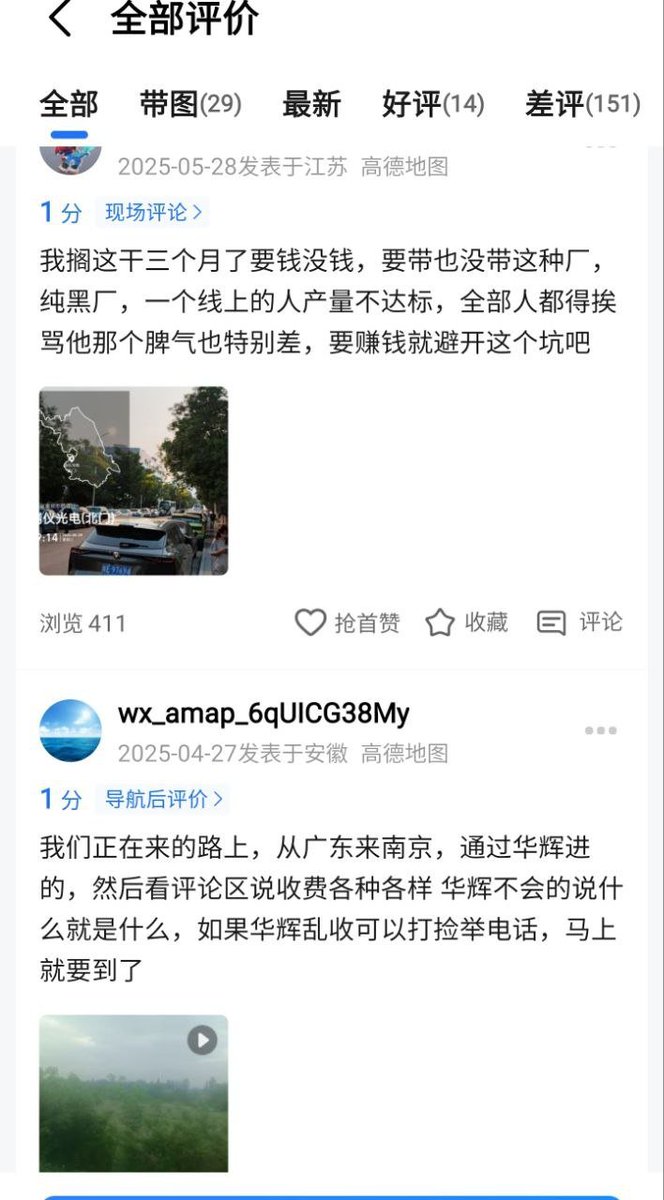 全部评价
全部 带图(29) 最新 好评(14) 差评(151)
2025-05-28发表于江苏 高德地图
1分 现场评论
我搁这干三个月了要钱没钱，要带也没带这种厂，
纯黑厂，一个线上的人产量不达标，全部人都得挨
骂他那个脾气也特别差，要赚钱就避开这个坑吧
仪光电(北门)
:14
浏览 411 抢首赞 收藏 评论
wx_amap_6qUICG38My
2025-04-27发表于安徽 高德地图
1分 导航后评价
我们正在来的路上，从广东来南京，通过华辉进
的，然后看评论区说收费各种各样 华辉不会的说什
么就是什么，如果华辉乱收可以打捡举电话，马上
就要到了